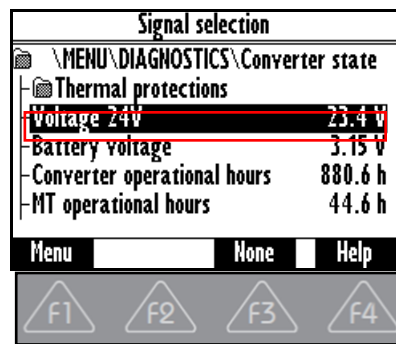 Signal selection
\MENU\DIAGNOSTICS\Converter state
Thermal protections
Voltage 24V 23.4 V
Battery voltage 3.15 V
Converter operational hours 880.6 h
MT operational hours 44.6 h
Menu None Help
F1 F2 F3 F4